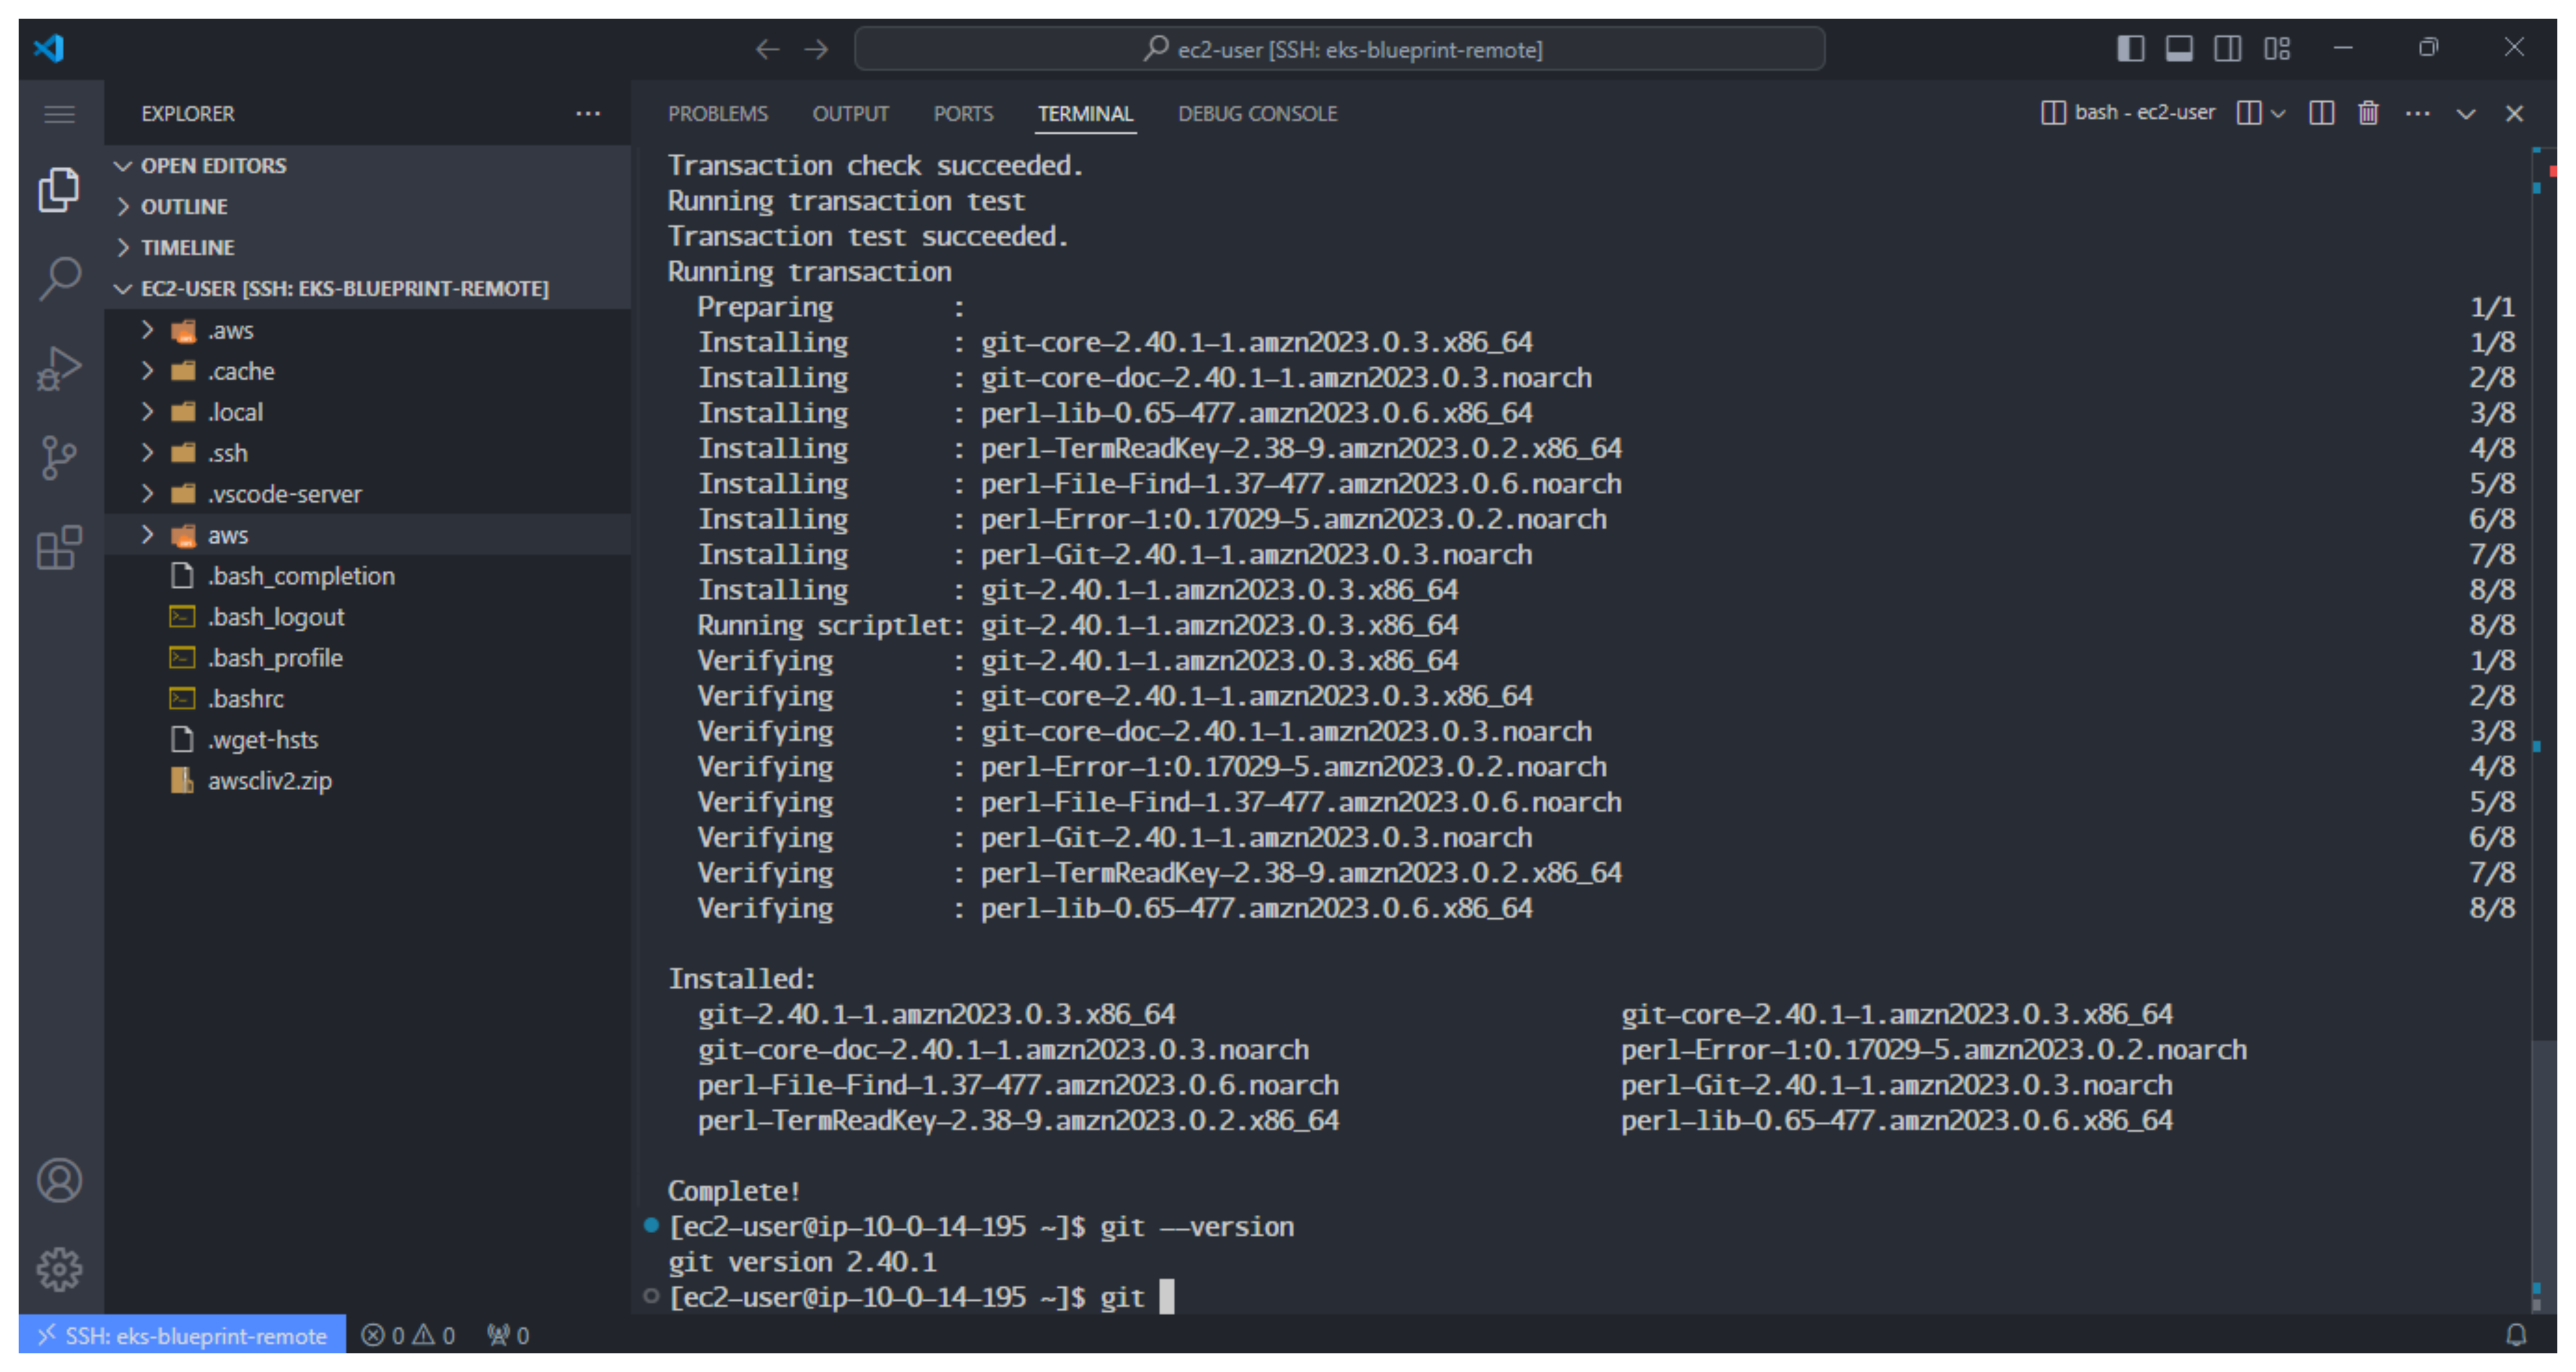 ec2-user [SSH: eks-blueprint-remote]
EXPLORER
OPEN EDITORS
OUTLINE
TIMELINE
EC2-USER [SSH: EKS-BLUEPRINT-REMOTE]
.aws
.cache
.local
.ssh
.vscode-server
aws
.bash_completion
.bash_logout
.bash_profile
.bashrc
.wget-hsts
awscliv2.zip
PROBLEMS OUTPUT PORTS TERMINAL DEBUG CONSOLE
bash - ec2-user
Transaction check succeeded.
Running transaction test
Transaction test succeeded.
Running transaction
Preparing : 1/1
Installing : git-core-2.40.1-1.amzn2023.0.3.x86_64 1/8
Installing : git-core-doc-2.40.1-1.amzn2023.0.3.noarch 2/8
Installing : perl-lib-0.65-477.amzn2023.0.6.x86_64 3/8
Installing : perl-TermReadKey-2.38-9.amzn2023.0.2.x86_64 4/8
Installing : perl-File-Find-1.37-477.amzn2023.0.6.noarch 5/8
Installing : perl-Error-1:0.17029-5.amzn2023.0.2.noarch 6/8
Installing : perl-Git-2.40.1-1.amzn2023.0.3.noarch 7/8
Installing : git-2.40.1-1.amzn2023.0.3.x86_64 8/8
Running scriptlet: git-2.40.1-1.amzn2023.0.3.x86_64 8/8
Verifying : git-2.40.1-1.amzn2023.0.3.x86_64 1/8
Verifying : git-core-2.40.1-1.amzn2023.0.3.x86_64 2/8
Verifying : git-core-doc-2.40.1-1.amzn2023.0.3.noarch 3/8
Verifying : perl-Error-1:0.17029-5.amzn2023.0.2.noarch 4/8
Verifying : perl-File-Find-1.37-477.amzn2023.0.6.noarch 5/8
Verifying : perl-Git-2.40.1-1.amzn2023.0.3.noarch 6/8
Verifying : perl-TermReadKey-2.38-9.amzn2023.0.2.x86_64 7/8
Verifying : perl-lib-0.65-477.amzn2023.0.6.x86_64 8/8
Installed:
git-2.40.1-1.amzn2023.0.3.x86_64 git-core-2.40.1-1.amzn2023.0.3.x86_64
git-core-doc-2.40.1-1.amzn2023.0.3.noarch perl-Error-1:0.17029-5.amzn2023.0.2.noarch
perl-File-Find-1.37-477.amzn2023.0.6.noarch perl-Git-2.40.1-1.amzn2023.0.3.noarch
perl-TermReadKey-2.38-9.amzn2023.0.2.x86_64 perl-lib-0.65-477.amzn2023.0.6.x86_64
Complete!
[ec2-user@ip-10-0-14-195 ~]$ git --version
git version 2.40.1
[ec2-user@ip-10-0-14-195 ~]$ git
SSH: eks-blueprint-remote 0 0 0